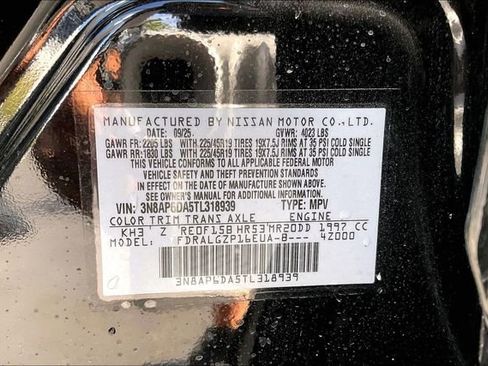 MANUFACTURED BY NISSAN MOTOR CO.,LTD.
DATE: 09/25 GVWR: 4023 LBS
GAWR FR: 2205 LBS WITH 225/45R19 TIRES 19X7.5J RIMS AT 35 PSI COLD SINGLE
GAWR RR: 1830 LBS WITH 225/45R19 TIRES 19X7.5J RIMS AT 35 PSI COLD SINGLE
THIS VEHICLE CONFORMS TO ALL APPLICABLE FEDERAL MOTOR
VEHICLE SAFETY AND THEFT PREVENTION STANDARDS
IN EFFECT ON THE DATE OF MANUFACTURE SHOWN ABOVE.
SEE OWNER'S MANUAL FOR ADDITIONAL INFORMATION
VIN: 3N8AP6DA5TL318939 TYPE: MPV
COLOR TRIM TRANS AXLE ENGINE
KH3 Z RE0F15B HR53 MR20DD 1997 CC
MODEL: FDRALGZP16EUA-B--- 4Z000
3N8AP6DA5TL318939